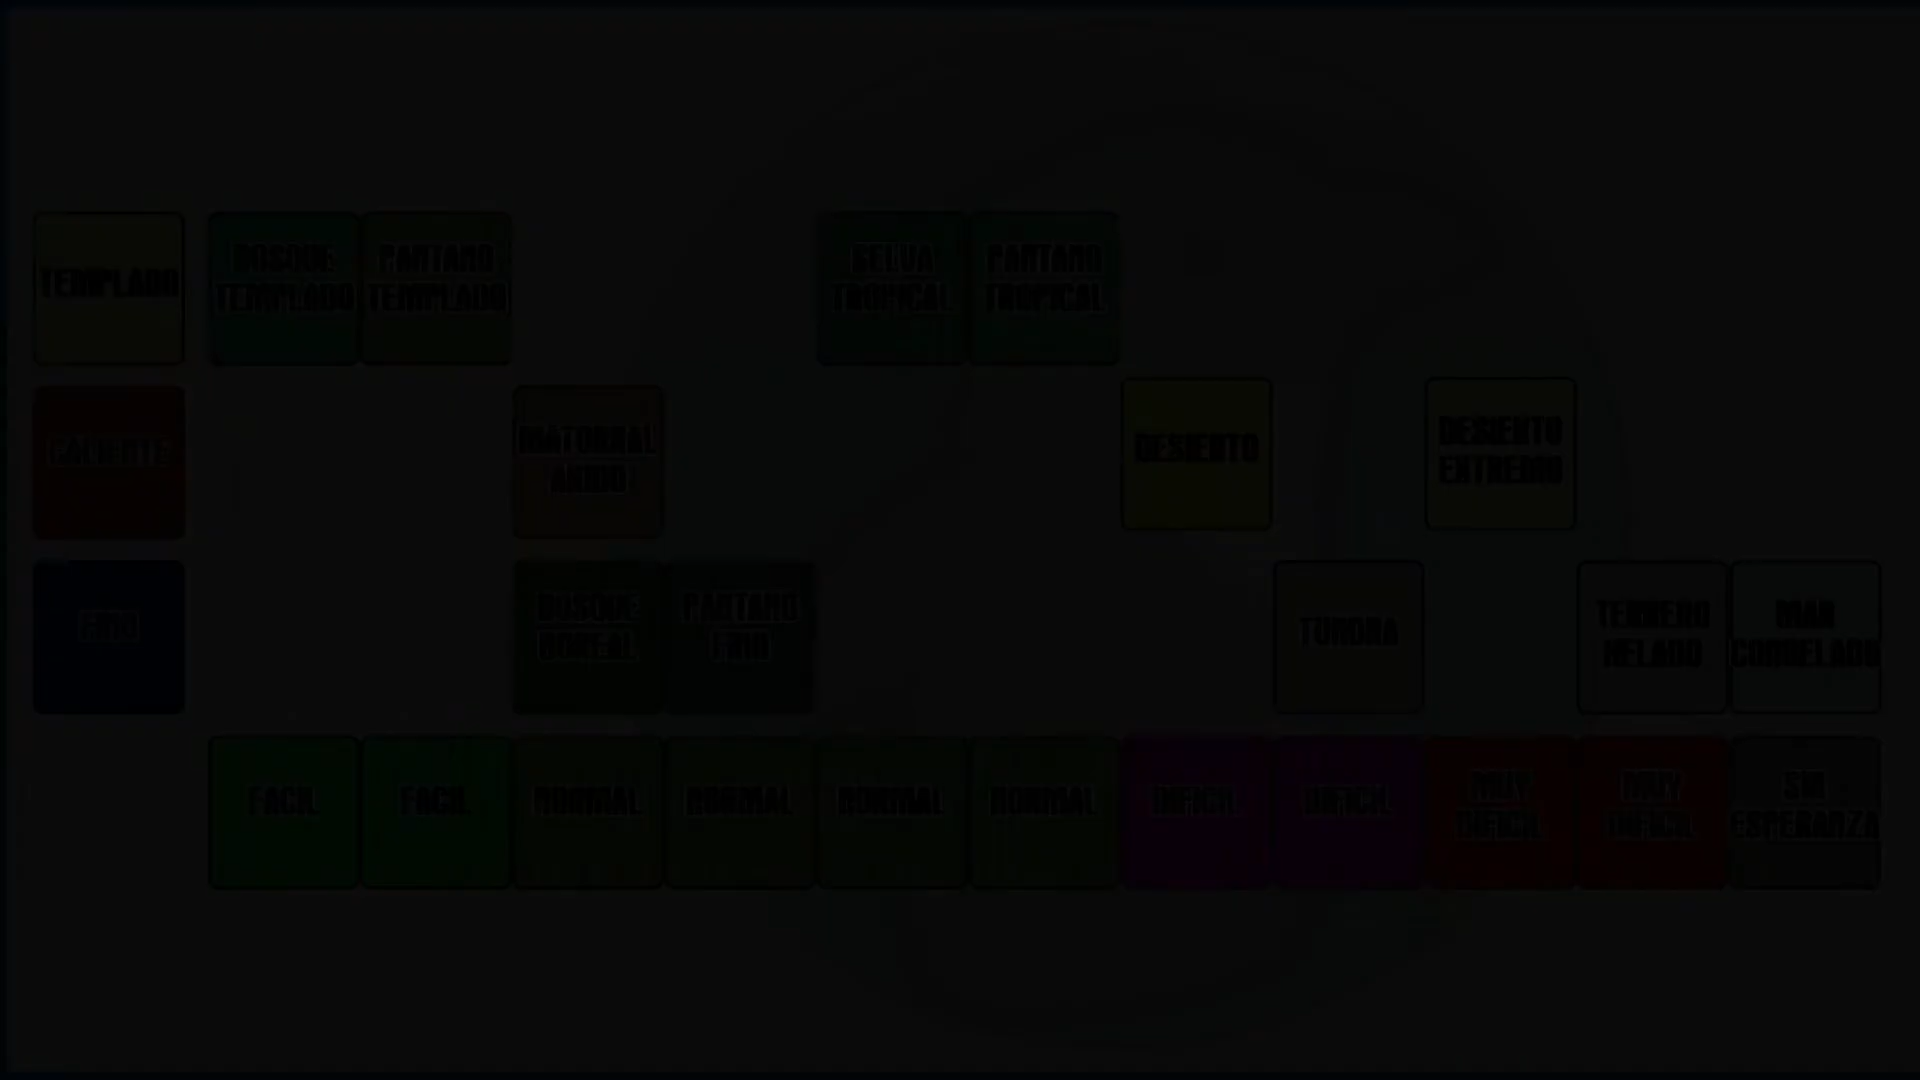 TEMPLADO
BOSQUE
TEMPLADO
PANTANO
TEMPLADO
SELVA
TROPICAL
PANTANO
TROPICAL
CALIENTE
MATORRAL
ARIDO
DESIERTO
DESIERTO
EXTREMO
FRIO
BOSQUE
BOREAL
PANTANO
FRIO
TUNDRA
TERRENO
HELADO
MAR
CONGELADO
FACIL
FACIL
NORMAL
NORMAL
NORMAL
NORMAL
DIFICIL
DIFICIL
MUY
DIFICIL
MUY
DIFICIL
SIN
ESPERANZA